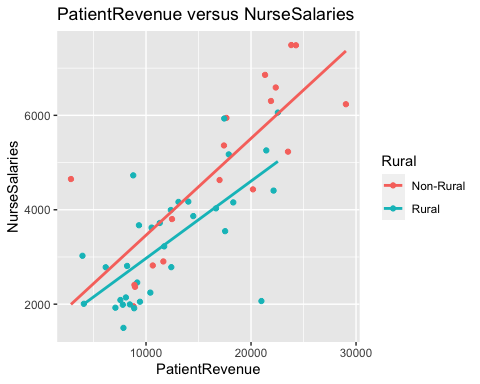 PatientRevenue versus NurseSalaries
6000
4000
2000
NurseSalaries
10000 20000 30000
PatientRevenue
Rural
Non-Rural
Rural